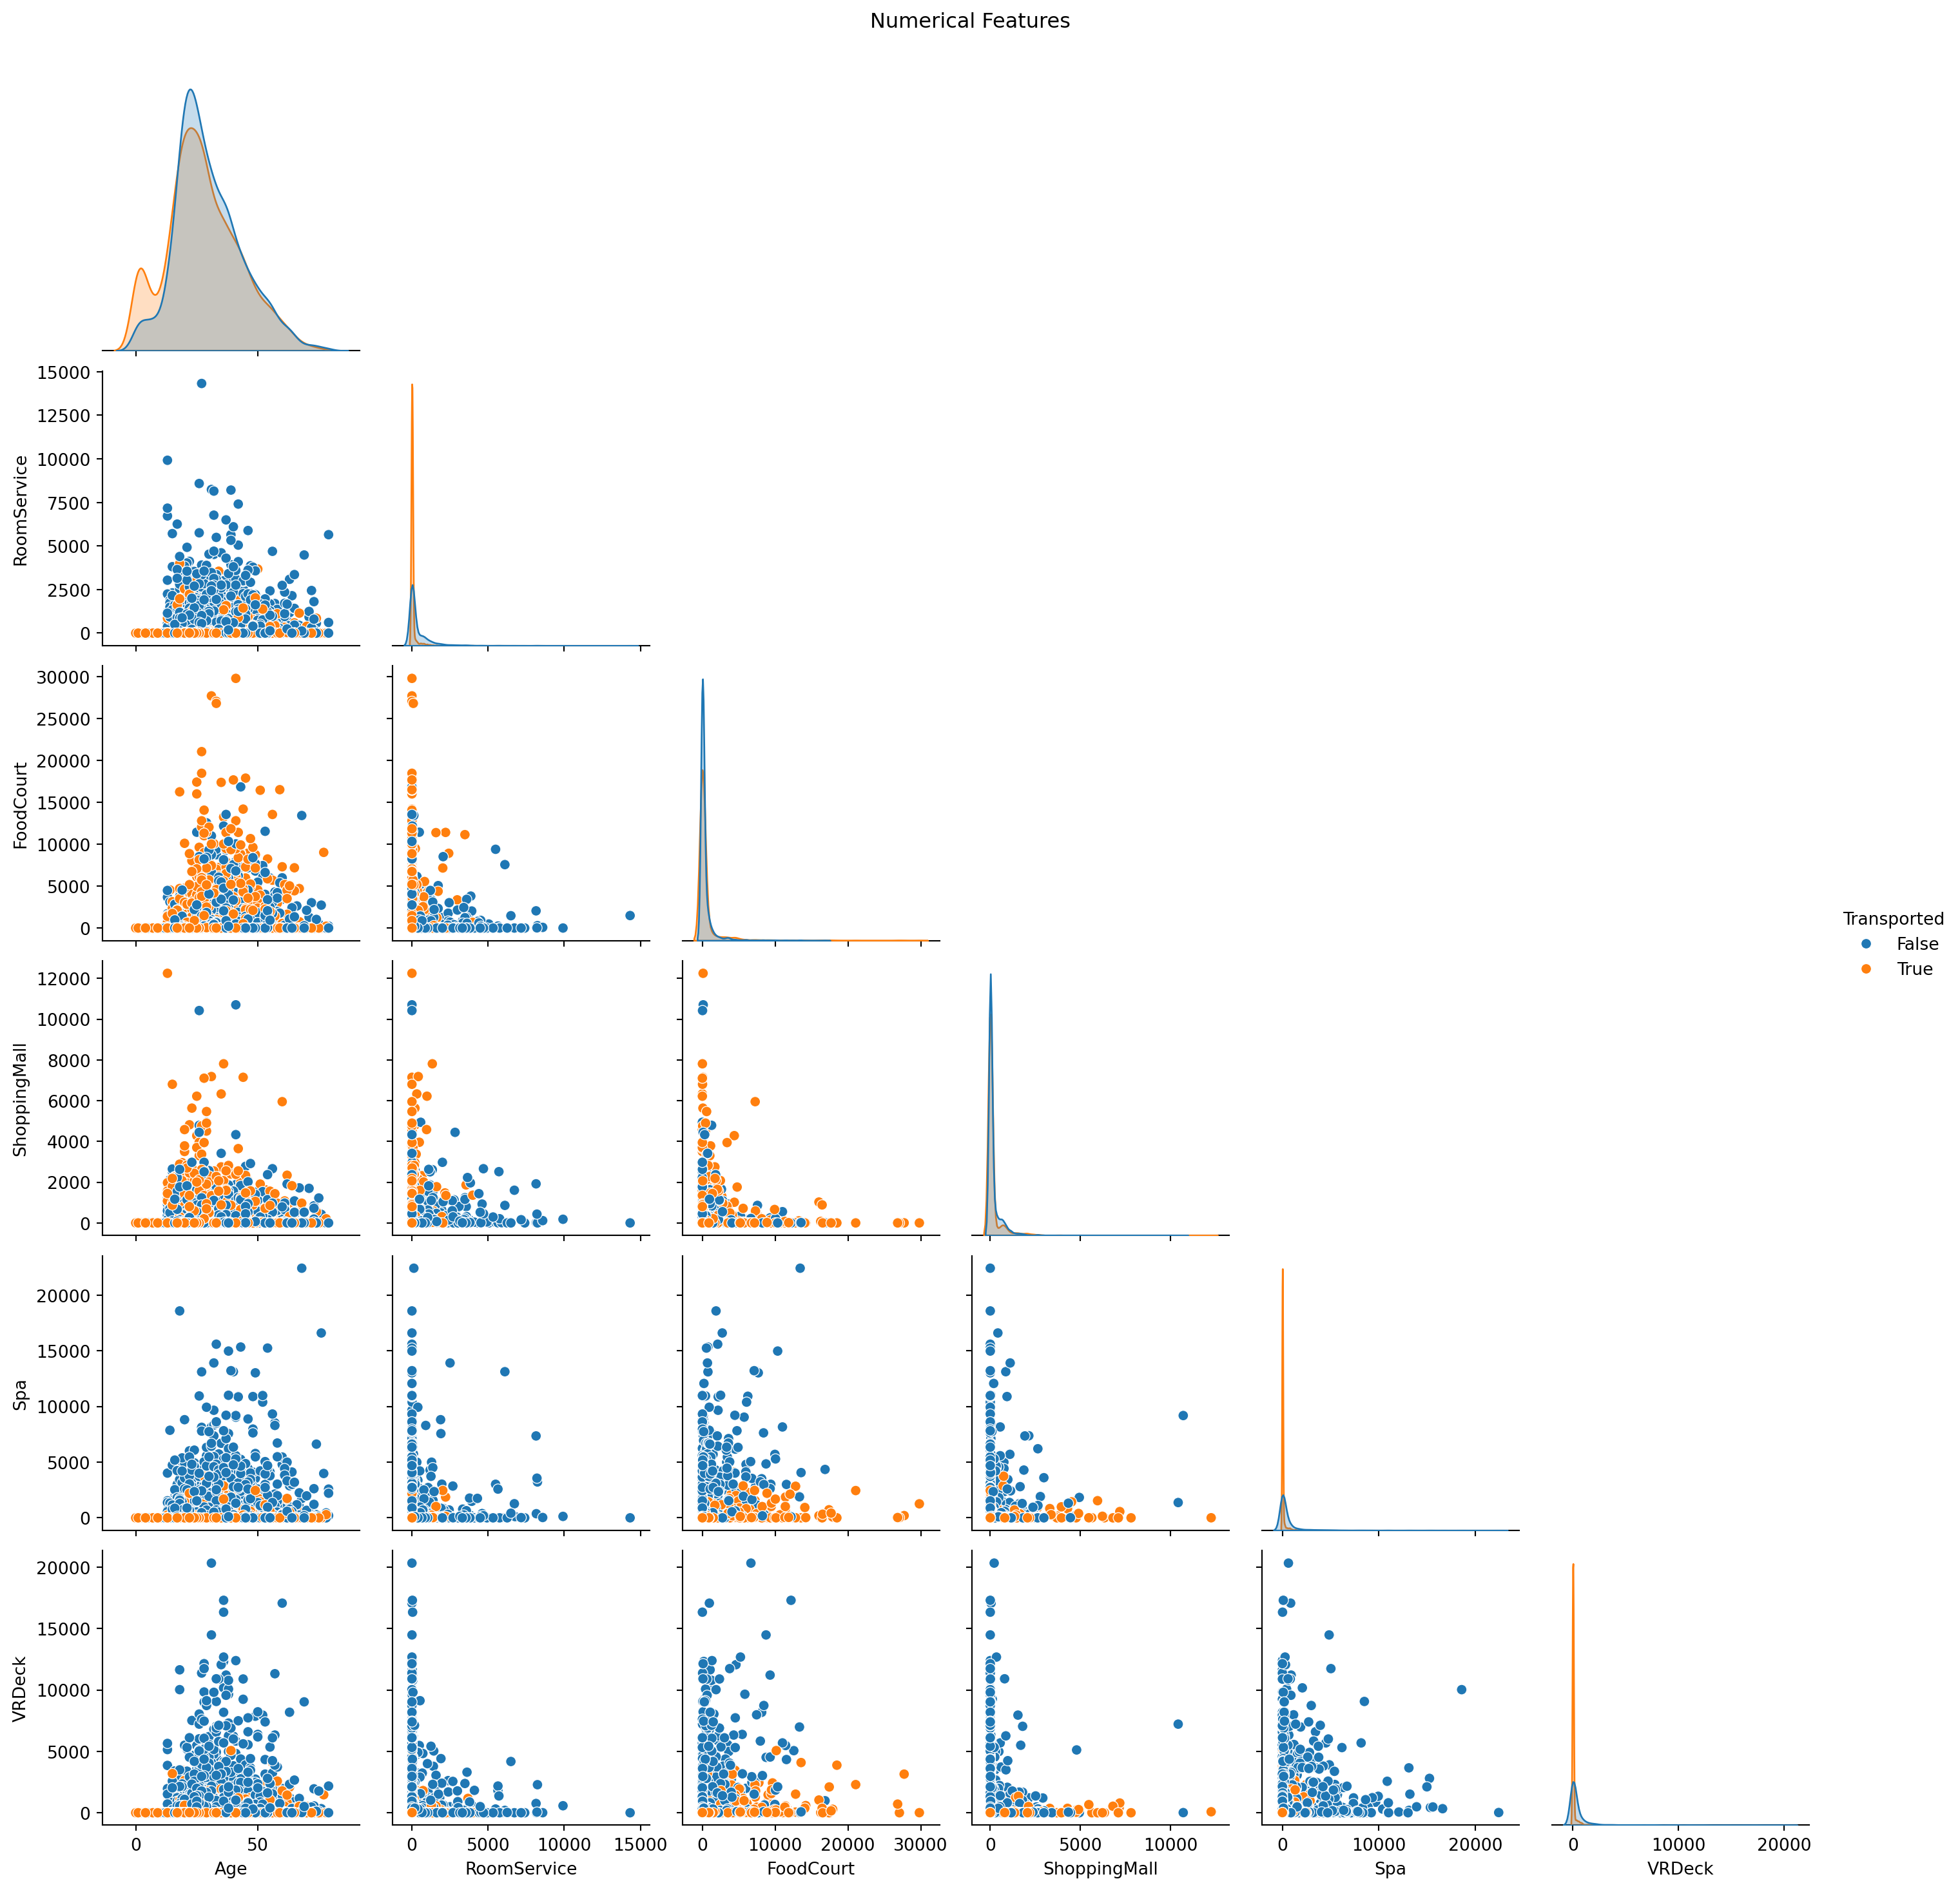 Numerical Features
15000
12500
10000
7500
5000
2500
0
RoomService
30000
25000
20000
15000
10000
5000
0
FoodCourt
Transported
False
True
12000
10000
8000
6000
4000
2000
0
ShoppingMall
20000
15000
10000
5000
0
Spa
20000
15000
10000
5000
0
VRDeck
0 50
0 5000 10000 15000
0 10000 20000 30000
0 5000 10000
0 10000 20000
0 10000 20000
Age RoomService FoodCourt ShoppingMall Spa VRDeck